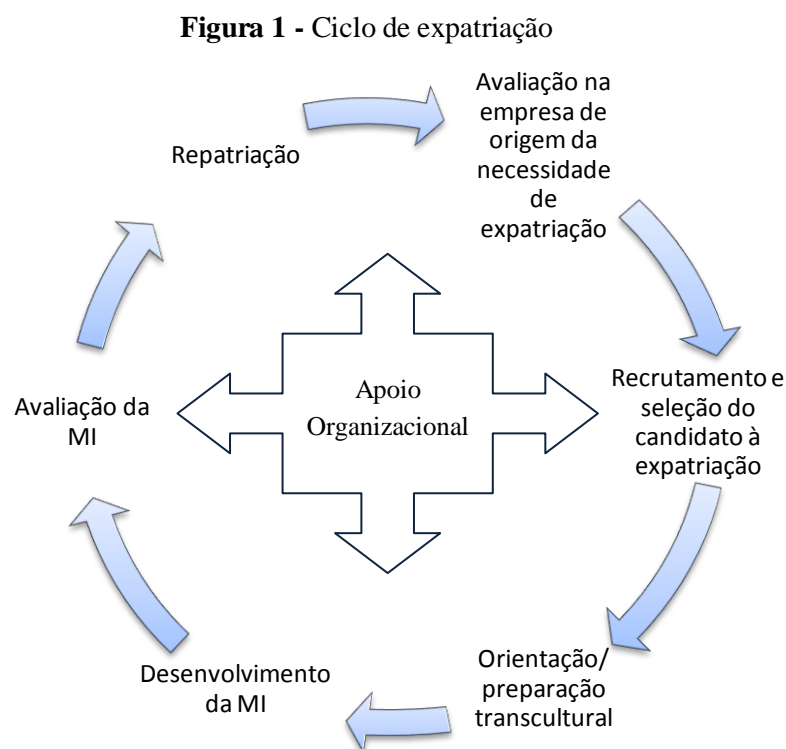 Figura 1 - Ciclo de expatriação
Avaliação na
empresa de
origem da
necessidade
de
expatriação
Recrutamento e
seleção do
candidato à
expatriação
Orientação/
preparação
transcultural
Desenvolvimento
da MI
Avaliação da
MI
Repatriação
Apoio
Organizacional